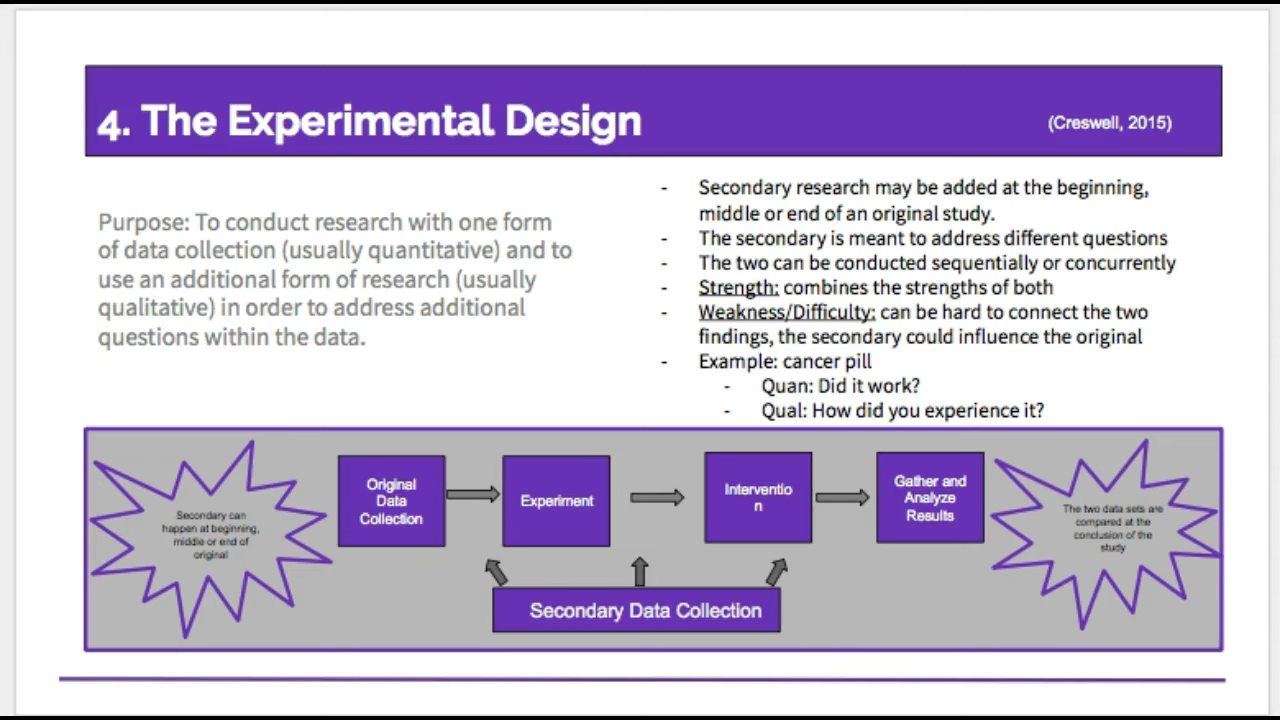 4. The Experimental Design
(Creswell, 2015)
Purpose: To conduct research with one form
of data collection (usually quantitative) and to
use an additional form of research (usually
qualitative) in order to address additional
questions within the data.
- Secondary research may be added at the beginning,
middle or end of an original study.
- The secondary is meant to address different questions
- The two can be conducted sequentially or concurrently
- Strength: combines the strengths of both
- Weakness/Difficulty: can be hard to connect the two
findings, the secondary could influence the original
- Example: cancer pill
- Quan: Did it work?
- Qual: How did you experience it?
Secondary can
happen at beginning,
middle or end of
original
Original
Data
Collection
Experiment
Interventio
n
Gather and
Analyze
Results
The two data sets are
compared at the
conclusion of the
study
Secondary Data Collection